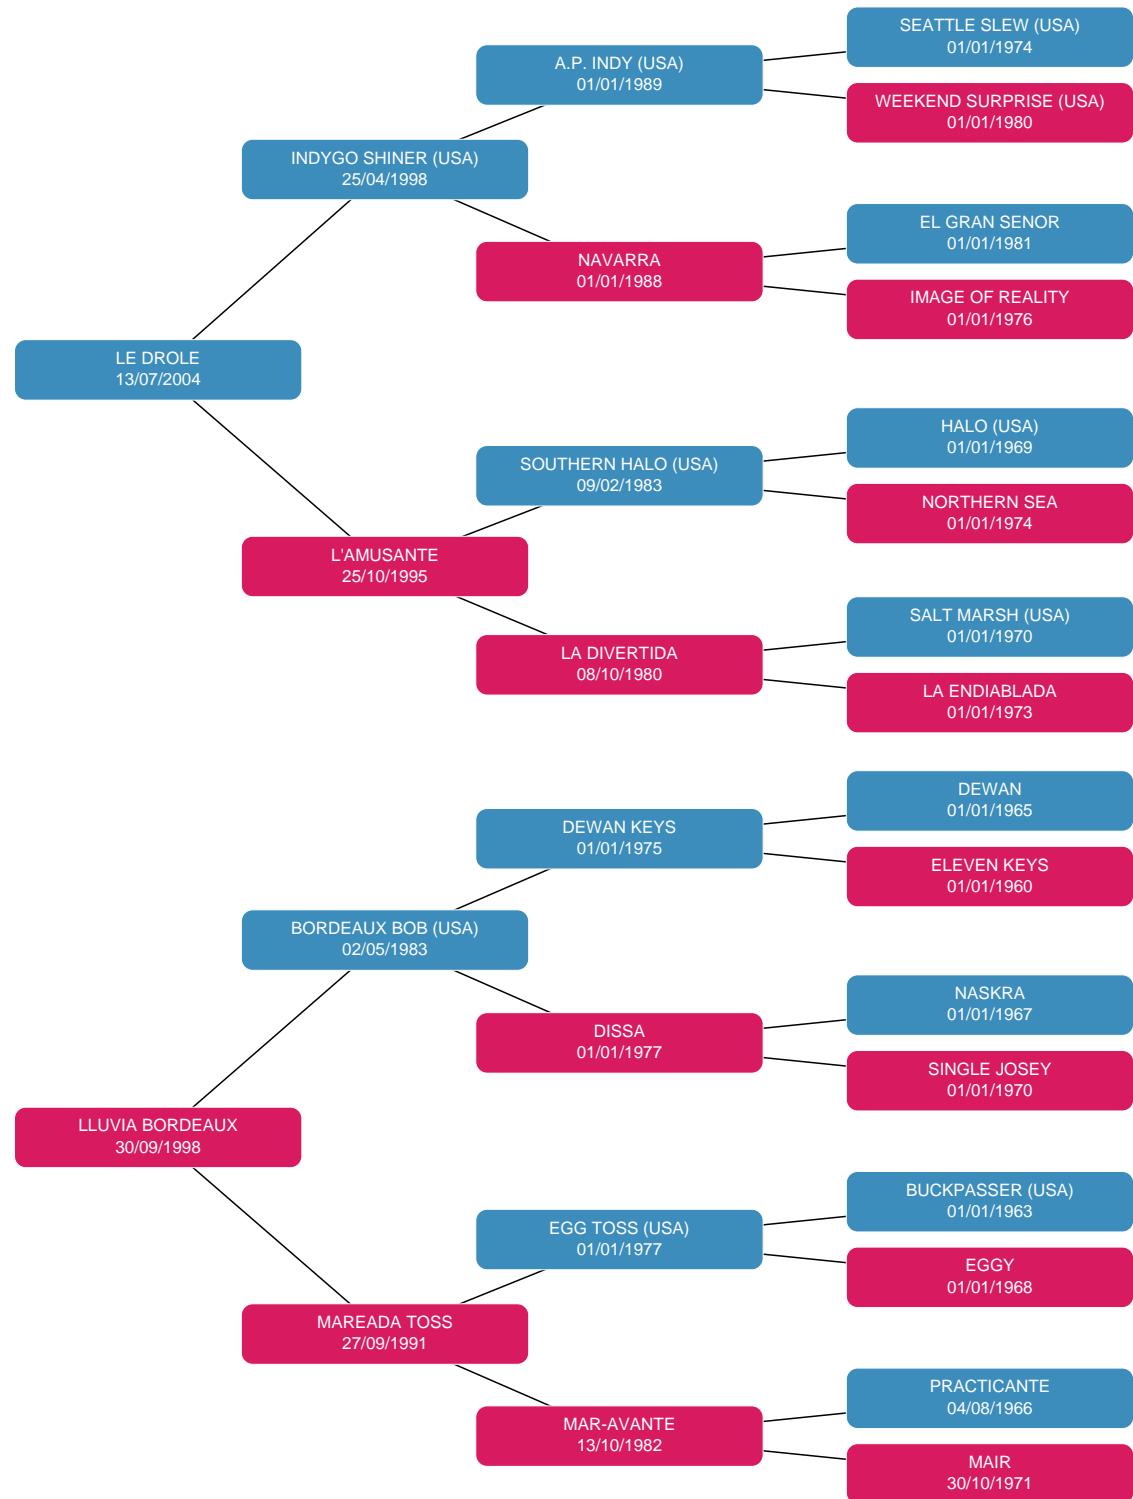 SEATTLE SLEW (USA)
01/01/1974
A.P. INDY (USA)
01/01/1989
WEEKEND SURPRISE (USA)
01/01/1980
INDYGO SHINER (USA)
25/04/1998
EL GRAN SENOR
01/01/1981
NAVARRA
01/01/1988
IMAGE OF REALITY
01/01/1976
LE DROLE
13/07/2004
HALO (USA)
01/01/1969
SOUTHERN HALO (USA)
09/02/1983
NORTHERN SEA
01/01/1974
L'AMUSANTE
25/10/1995
SALT MARSH (USA)
01/01/1970
LA DIVERTIDA
08/10/1980
LA ENDIABLADA
01/01/1973
DEWAN
01/01/1965
DEWAN KEYS
01/01/1975
ELEVEN KEYS
01/01/1960
BORDEAUX BOB (USA)
02/05/1983
NASKRA
01/01/1967
DISSA
01/01/1977
SINGLE JOSEY
01/01/1970
LLUVIA BORDEAUX
30/09/1998
BUCKPASSER (USA)
01/01/1963
EGG TOSS (USA)
01/01/1977
EGGY
01/01/1968
MAREADA TOSS
27/09/1991
PRACTICANTE
04/08/1966
MAR-AVANTE
13/10/1982
MAIR
30/10/1971